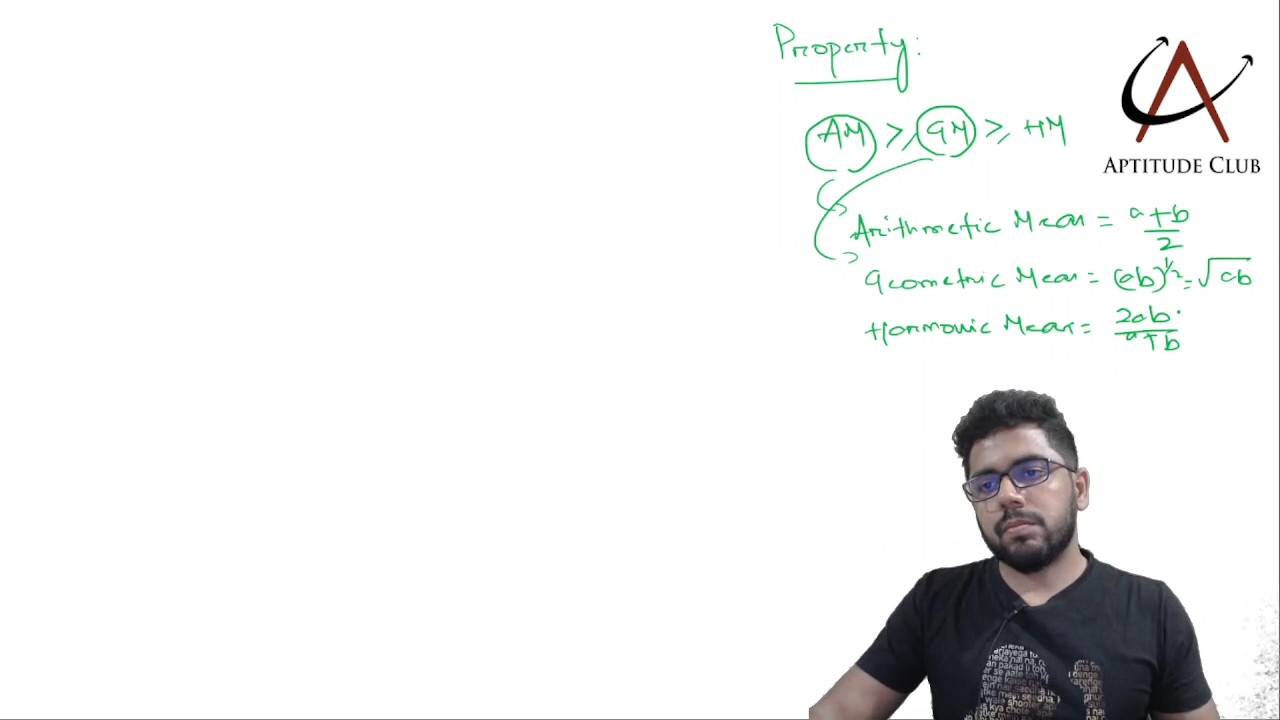 Property:
AM ≥ GM ≥ HM
APTITUDE CLUB
Arithmetic Mean = a+b/2
Geometric Mean = (ab)^1/2 = √ab
Harmonic Mean = 2ab/a+b